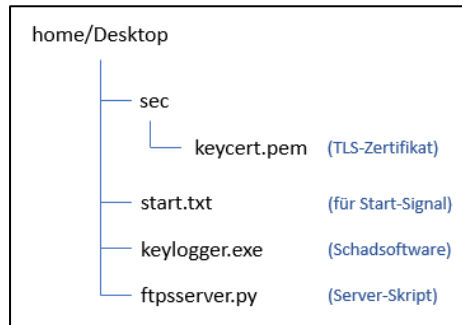 home/Desktop
sec
keycert.pem (TLS-Zertifikat)
start.txt (für Start-Signal)
keylogger.exe (Schadsoftware)
ftpsserver.py (Server-Skript)